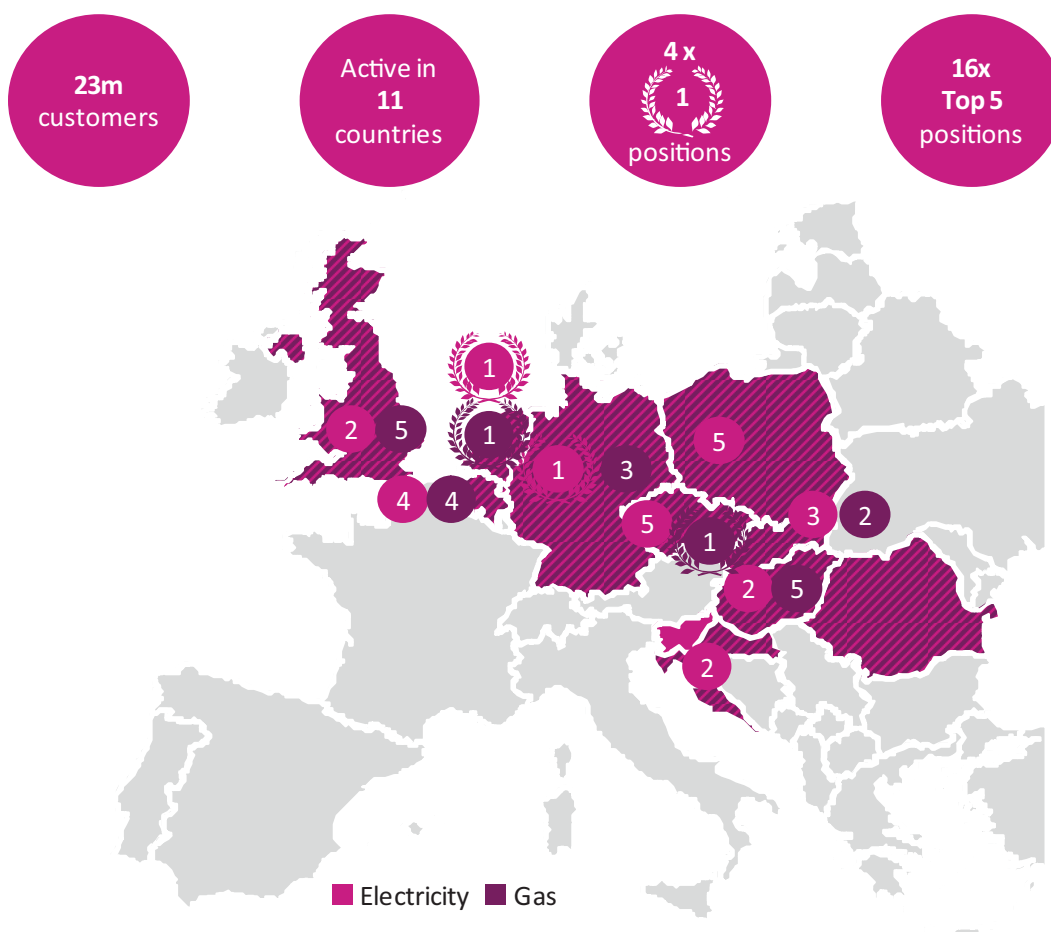 23m
customers
Active in
11
countries
4 x
1
positions
16x
Top 5
positions
1
1
2
5
1
3
5
4
4
5
1
3
2
2
5
2
Electricity
Gas